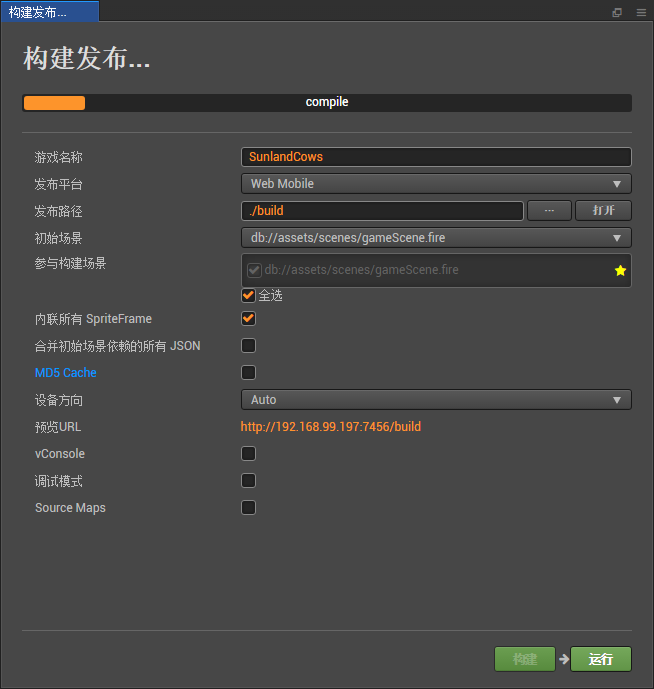 构建发布...
构建发布...
compile
游戏名称 SunlandCows
发布平台 Web Mobile
发布路径 ./build ... 打开
初始场景 db://assets/scenes/gameScene.fire
参与构建场景 db://assets/scenes/gameScene.fire
全选
内联所有 SpriteFrame
合并初始场景依赖的所有 JSON
MD5 Cache
设备方向 Auto
预览URL http://192.168.99.197:7456/build
vConsole
调试模式
Source Maps
构建 运行